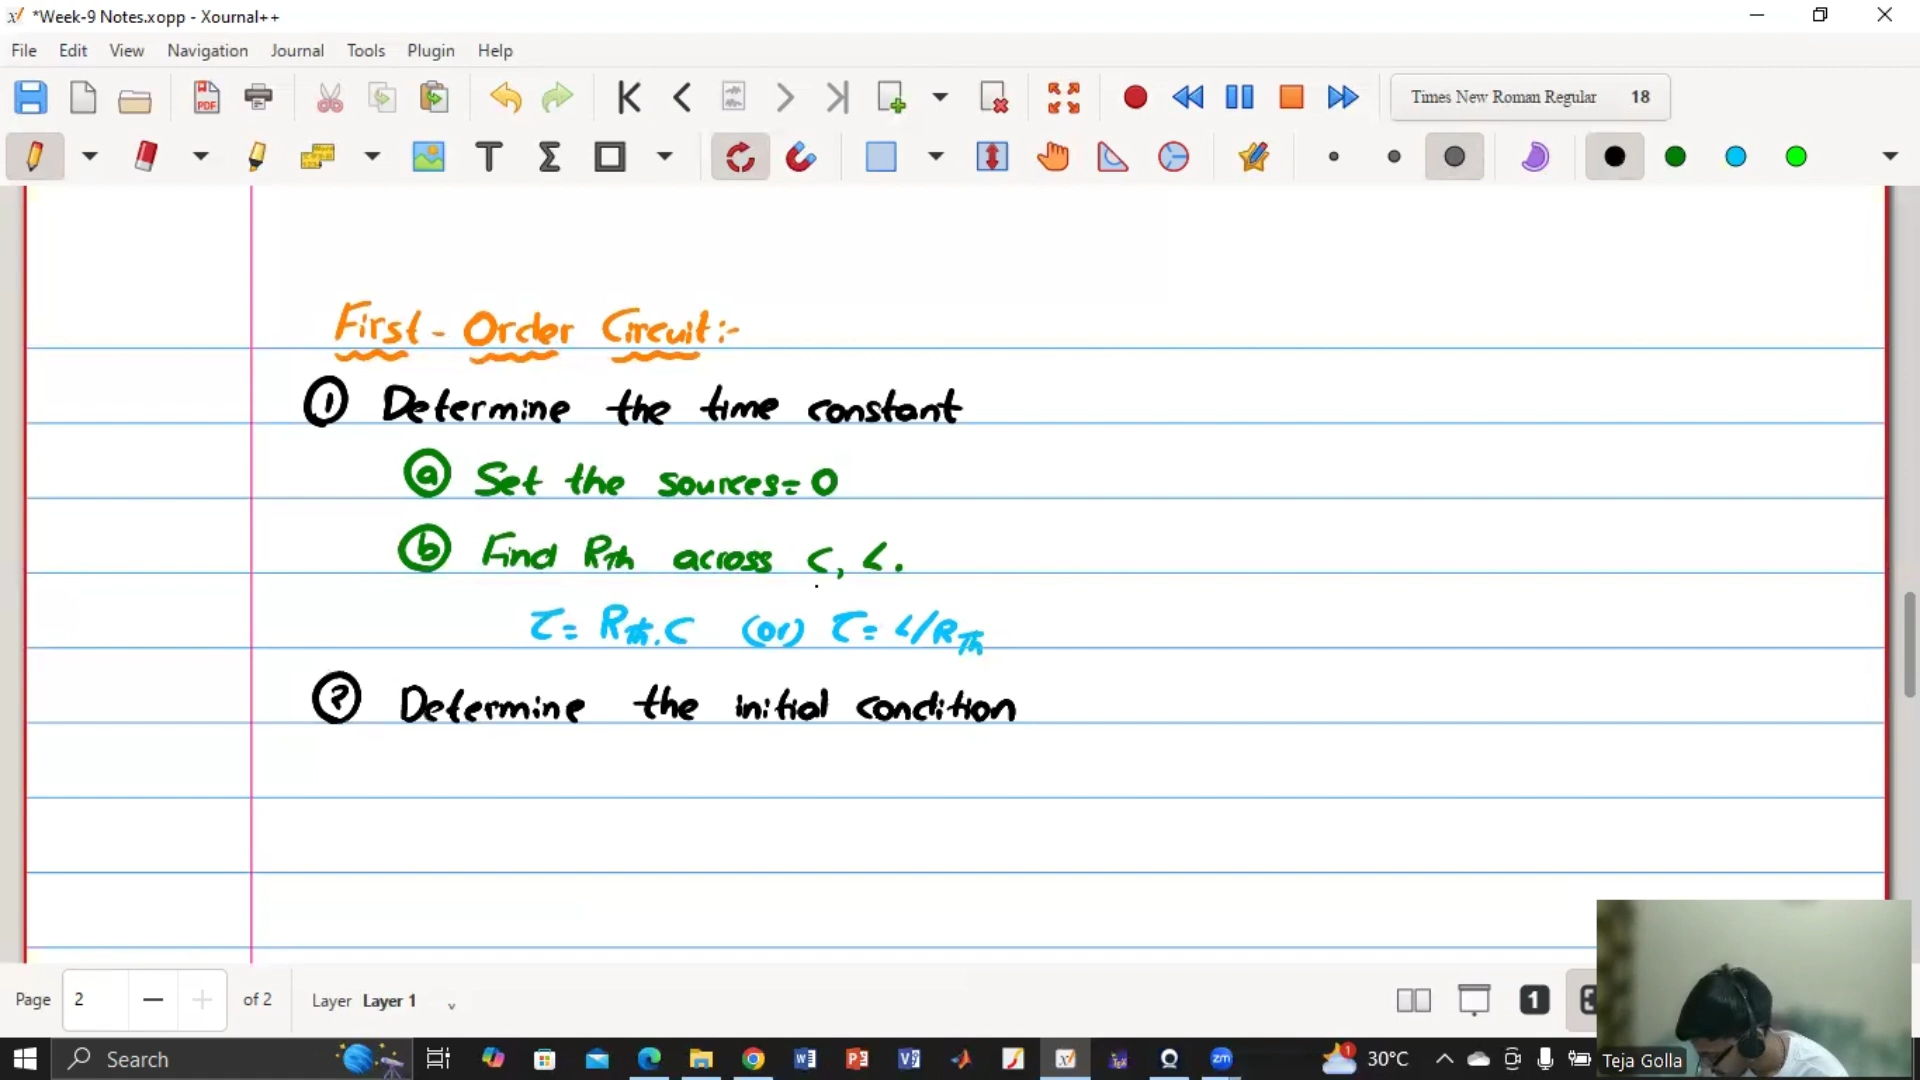 *Week-9 Notes.xopp - Xournal++
File Edit View Navigation Journal Tools Plugin Help
Times New Roman Regular 18
First-Order Circuit:-
① Determine the time constant
ⓐ Set the sources=0
ⓑ Find RTh across C, L.
τ= RTh.C (or) τ= L/RTh
② Determine the initial condition
Page 2 of 2 Layer Layer 1
1
Search
30°C
Teja Golla